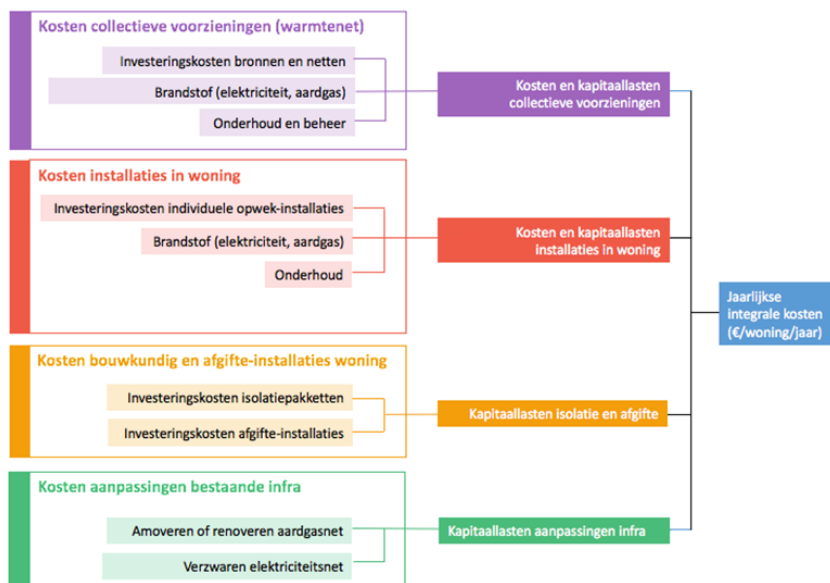 Kosten collectieve voorzieningen (warmtenet)
Investeringskosten bronnen en netten
Brandstof (elektriciteit, aardgas)
Onderhoud en beheer
Kosten en kapitaallasten
collectieve voorzieningen
Kosten installaties in woning
Investeringskosten individuele opwek-installaties
Brandstof (elektriciteit, aardgas)
Onderhoud
Kosten en kapitaallasten
installaties in woning
Jaarlijkse
integrale kosten
(€/woning/jaar)
Kosten bouwkundig en afgifte-installaties woning
Investeringskosten isolatiepakketten
Investeringskosten afgifte-installaties
Kapitaallasten isolatie en afgifte
Kosten aanpassingen bestaande infra
Amoveren of renoveren aardgasnet
Verzwaren elektriciteitsnet
Kapitaallasten aanpassingen infra